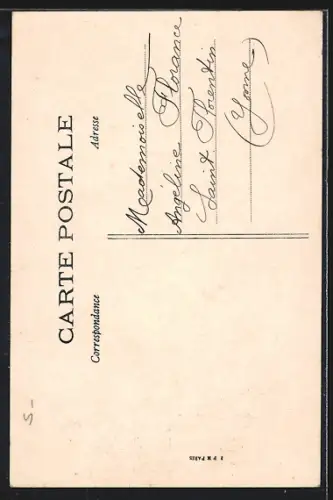 CARTE POSTALE
Correspondance
Adresse
Mademoiselle
Angéline Florance
Saint Florentin
(Yonne)
5-